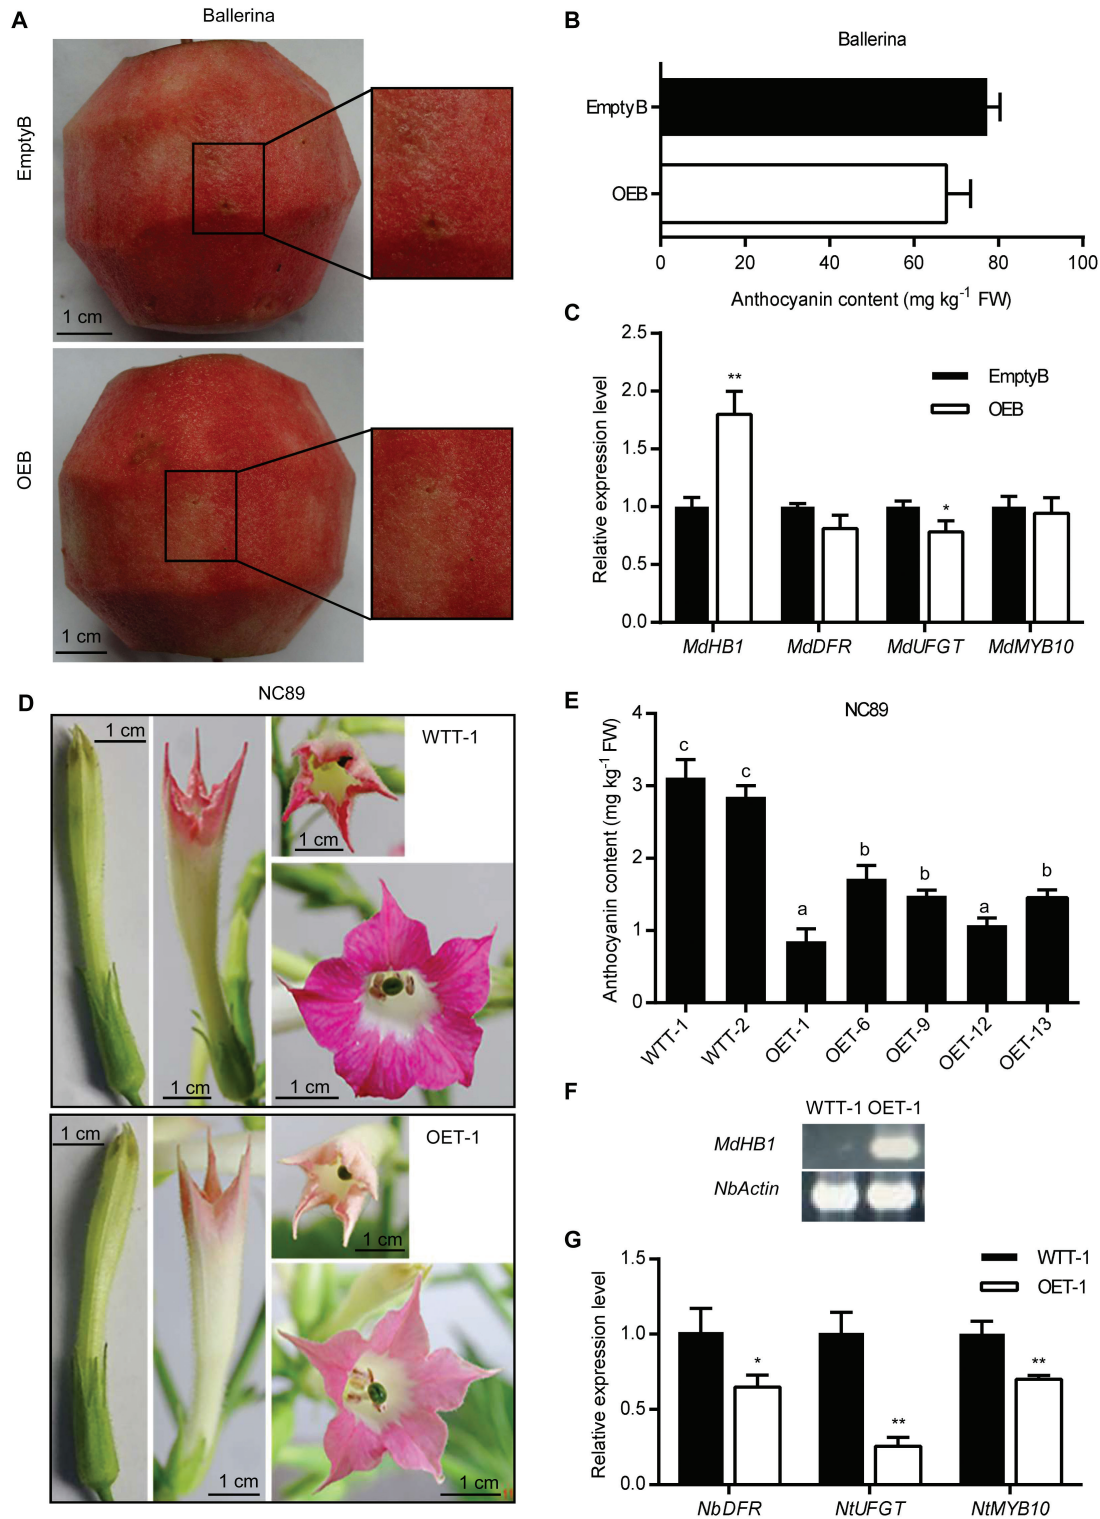 A
Ballerina
EmptyB
1 cm
OEB
1 cm
B
Ballerina
EmptyB
OEB
0 20 40 60 80 100
Anthocyanin content (mg kg-1 FW)
C
Relative expression level
2.5
2.0
1.5
1.0
0.5
0.0
EmptyB
OEB
**
*
MdHB1 MdDFR MdUFGT MdMYB10
D
NC89
1 cm
WTT-1
1 cm
1 cm
1 cm
1 cm
OET-1
1 cm
1 cm
1 cm
E
NC89
Anthocyanin content (mg kg-1 FW)
4
3
2
1
0
c c a b b a b
WTT-1 WTT-2 OET-1 OET-6 OET-9 OET-12 OET-13
F
WTT-1 OET-1
MdHB1
NbActin
G
Relative expression level
1.5
1.0
0.5
0.0
WTT-1
OET-1
* ** **
NbDFR NtUFGT NtMYB10